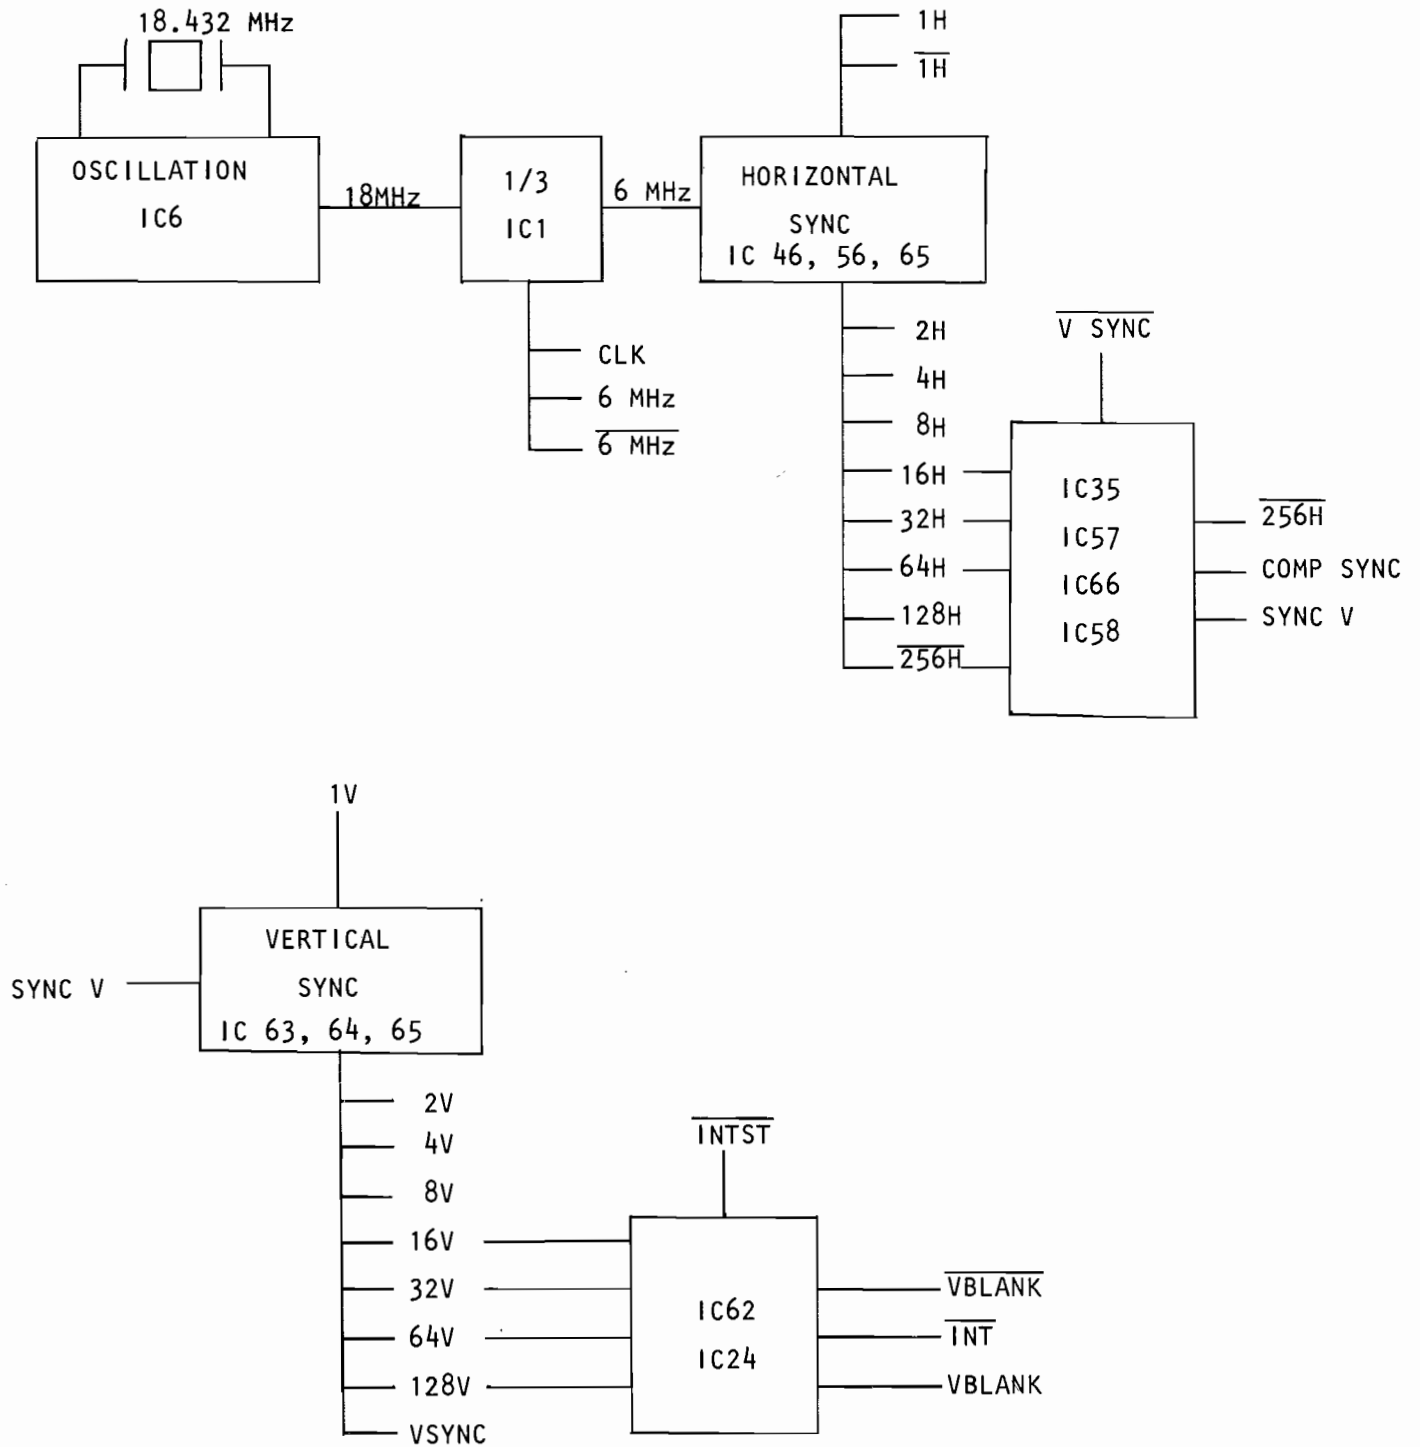 18.432 MHz
OSCILLATION
IC6
18MHz
1/3
IC1
6 MHz
CLK
6 MHz
6 MHz
1H
1H
HORIZONTAL
SYNC
IC 46, 56, 65
2H
4H
8H
16H
32H
64H
128H
256H
V SYNC
IC35
IC57
IC66
IC58
256H
COMP SYNC
SYNC V
1V
SYNC V
VERTICAL
SYNC
IC 63, 64, 65
2V
4V
8V
16V
32V
64V
128V
VSYNC
INTST
IC62
IC24
VBLANK
INT
VBLANK